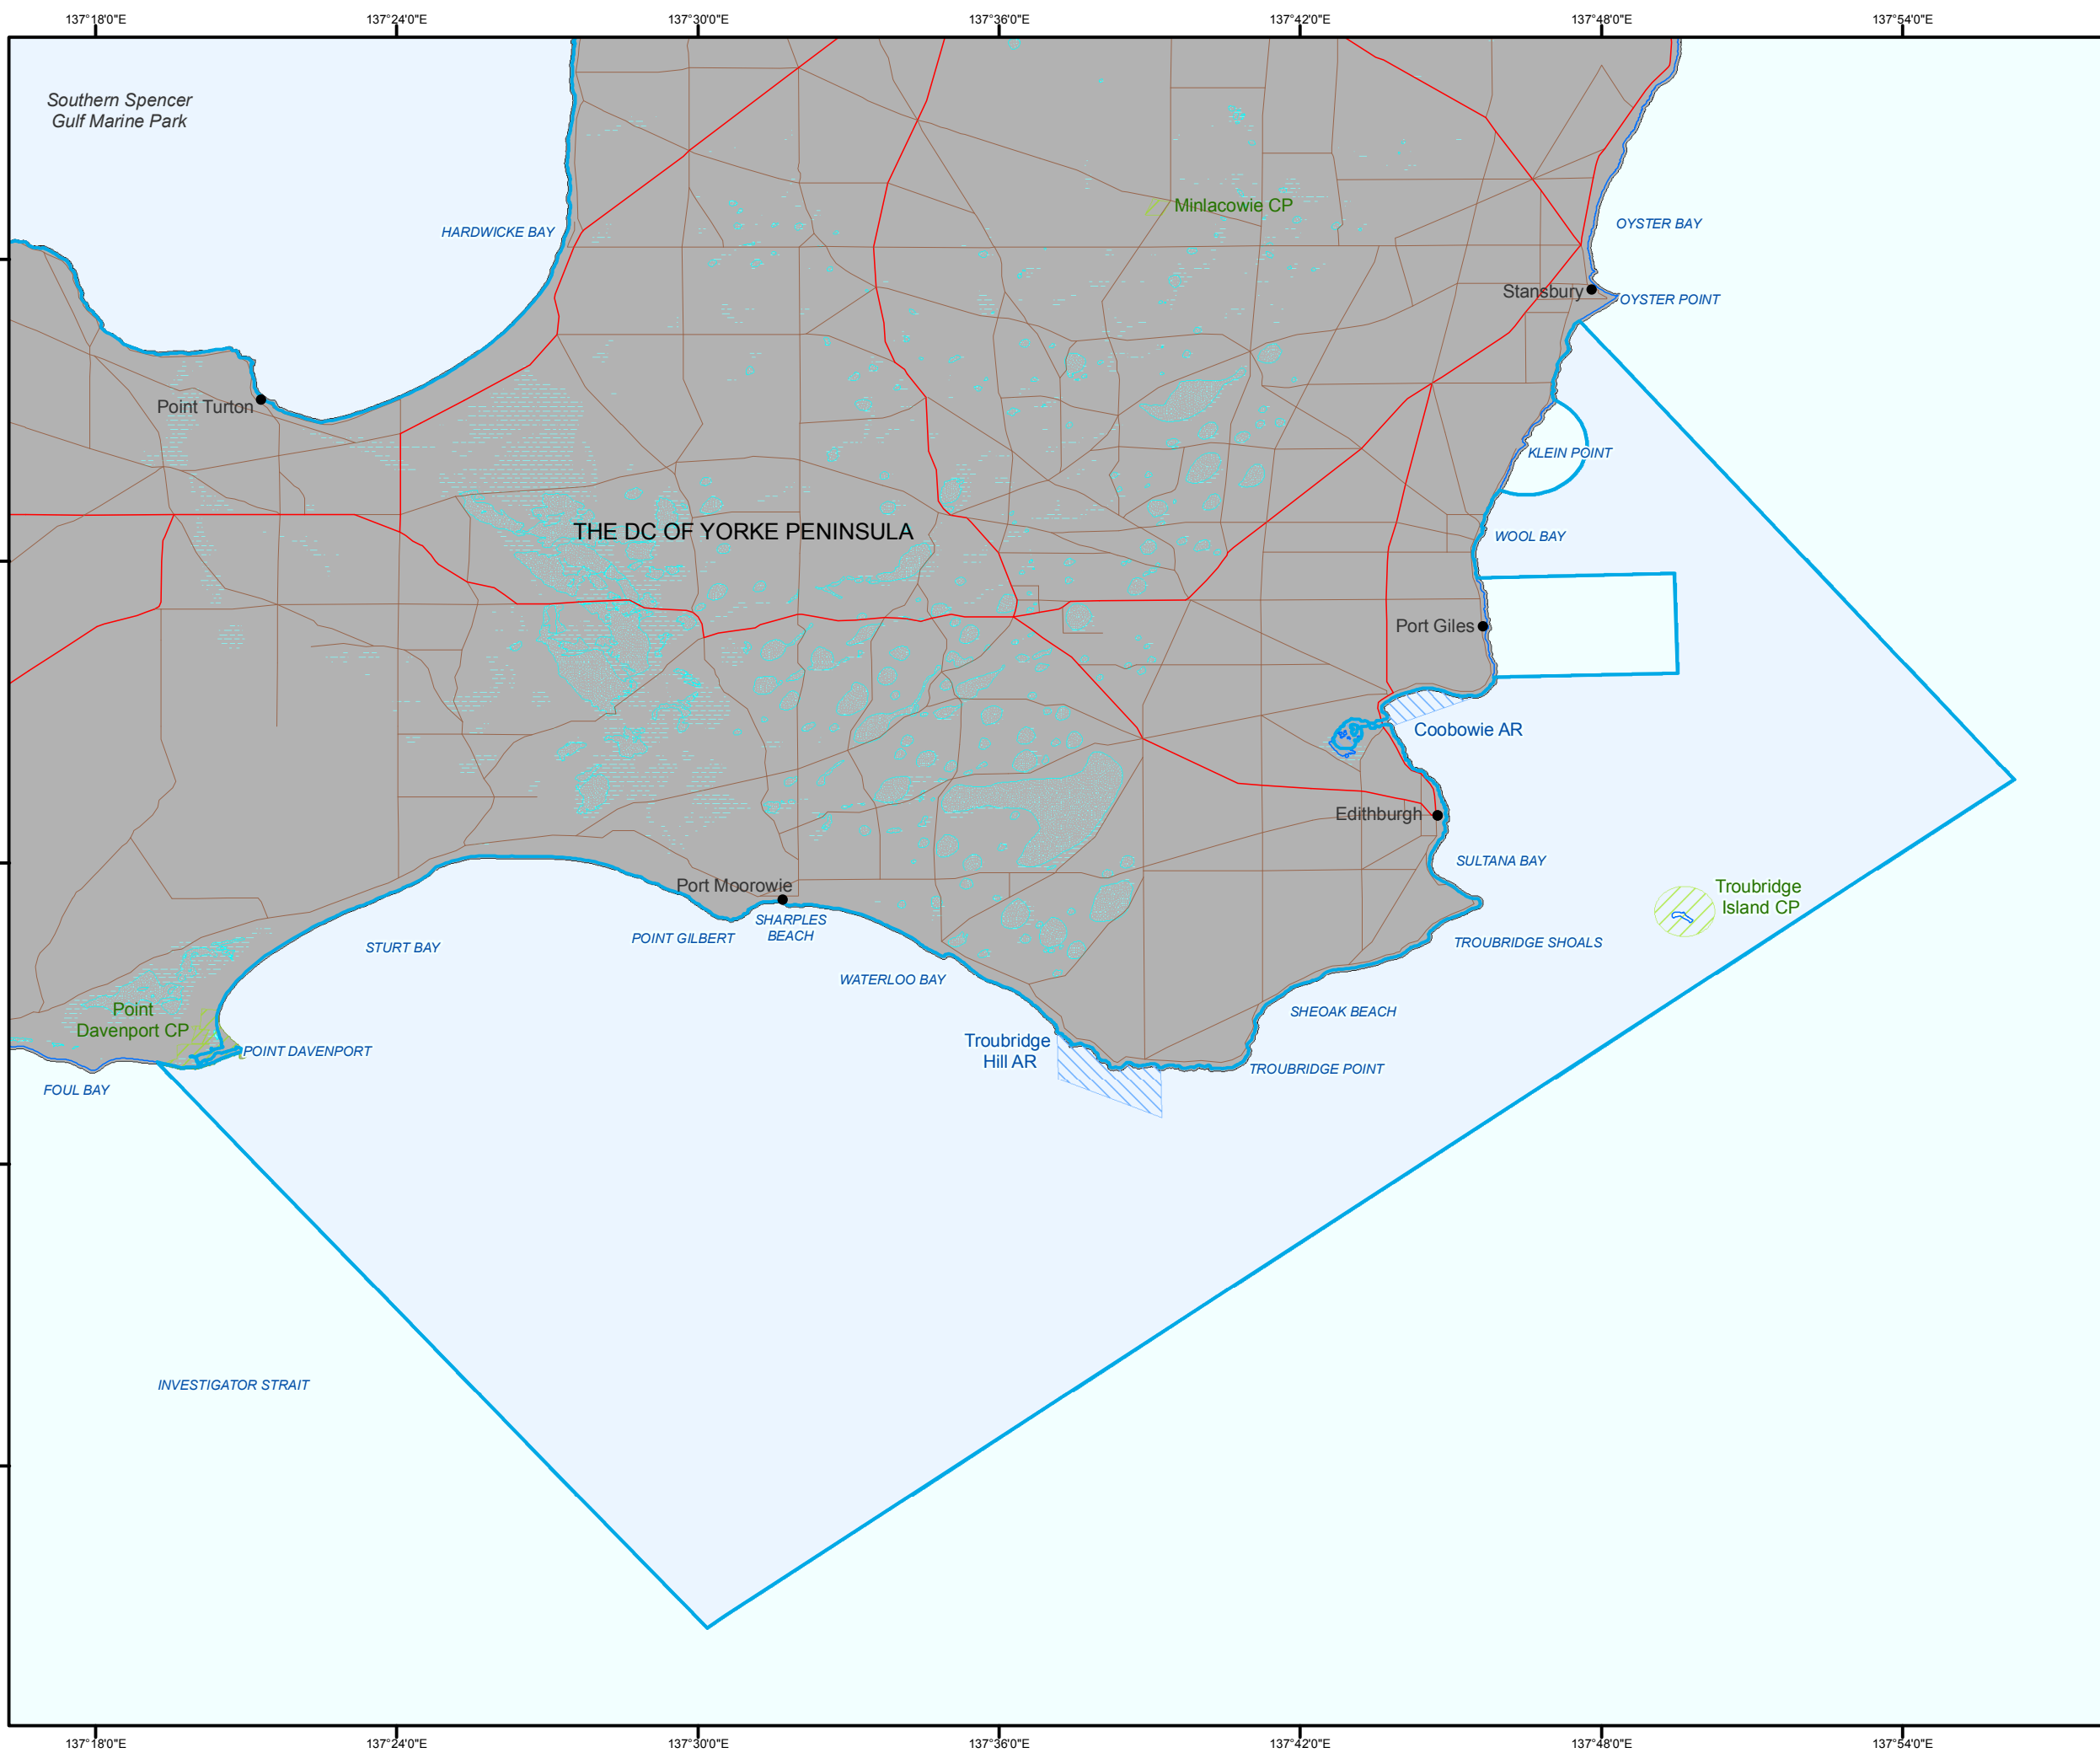 137°18'0"E
137°24'0"E
137°30'0"E
137°36'0"E
137°42'0"E
137°48'0"E
137°54'0"E
Southern Spencer
Gulf Marine Park
Minlacowie CP
OYSTER BAY
HARDWICKE BAY
Stansbury
OYSTER POINT
Point Turton
KLEIN POINT
THE DC OF YORKE PENINSULA
WOOL BAY
Port Giles
Coobowie AR
Edithburgh
SULTANA BAY
Port Moorowie
Troubridge
Island CP
SHARPLES
BEACH
POINT GILBERT
STURT BAY
TROUBRIDGE SHOALS
WATERLOO BAY
Point
Davenport CP
SHEOAK BEACH
Troubridge
Hill AR
POINT DAVENPORT
TROUBRIDGE POINT
FOUL BAY
INVESTIGATOR STRAIT
137°18'0"E
137°24'0"E
137°30'0"E
137°36'0"E
137°42'0"E
137°48'0"E
137°54'0"E